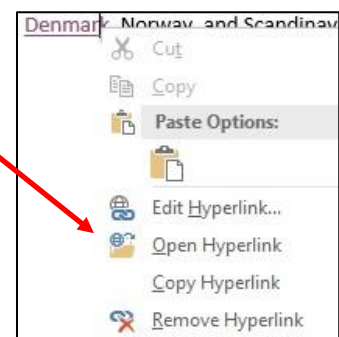 Denmark, Norway, and Scandinav
Cut
Copy
Paste Options:
Edit Hyperlink...
Open Hyperlink
Copy Hyperlink
Remove Hyperlink